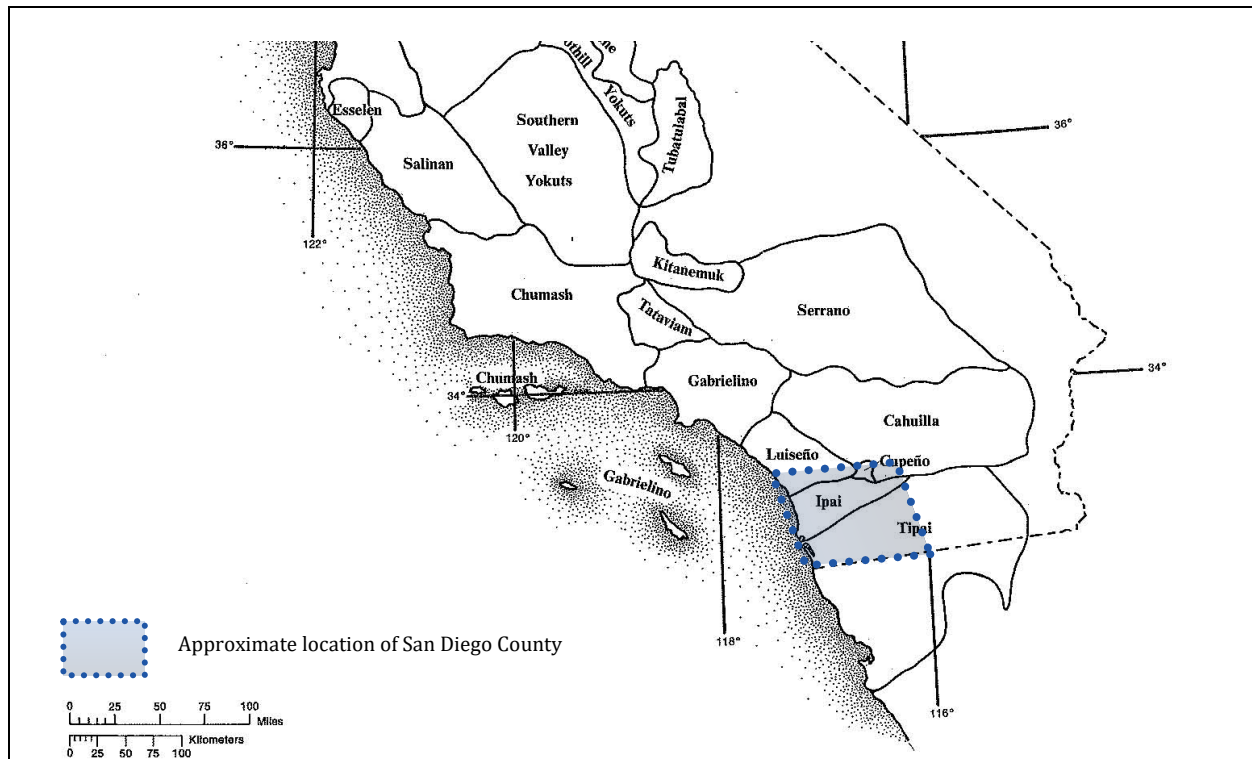 othill
Yokuts
Tubatulabal
Esselen
36°
36°
Southern
Valley
Yokuts
Salinan
122°
Kitanemuk
Chumash
Serrano
Tataviam
34°
Gabrielino
Chumash
34°
Cahuilla
120°
Luiseño
Cupeño
Gabrielino
Ipai
Tipai
118°
Approximate location of San Diego County
116°
0 25 50 75 100
Miles
Kilometers
0 25 50 75 100